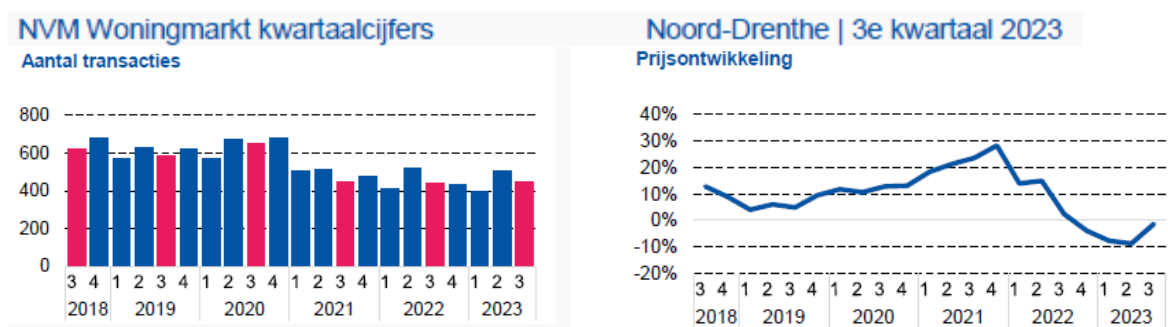 NVM Woningmarkt kwartaalcijfers
Noord-Drenthe | 3e kwartaal 2023
Aantal transacties
800
600
400
200
0
3 4 1 2 3 4 1 2 3 4 1 2 3 4 1 2 3 4 1 2 3
2018 2019 2020 2021 2022 2023
Prijsontwikkeling
40%
30%
20%
10%
0%
-10%
-20%
3 4 1 2 3 4 1 2 3 4 1 2 3 4 1 2 3 4 1 2 3
2018 2019 2020 2021 2022 2023